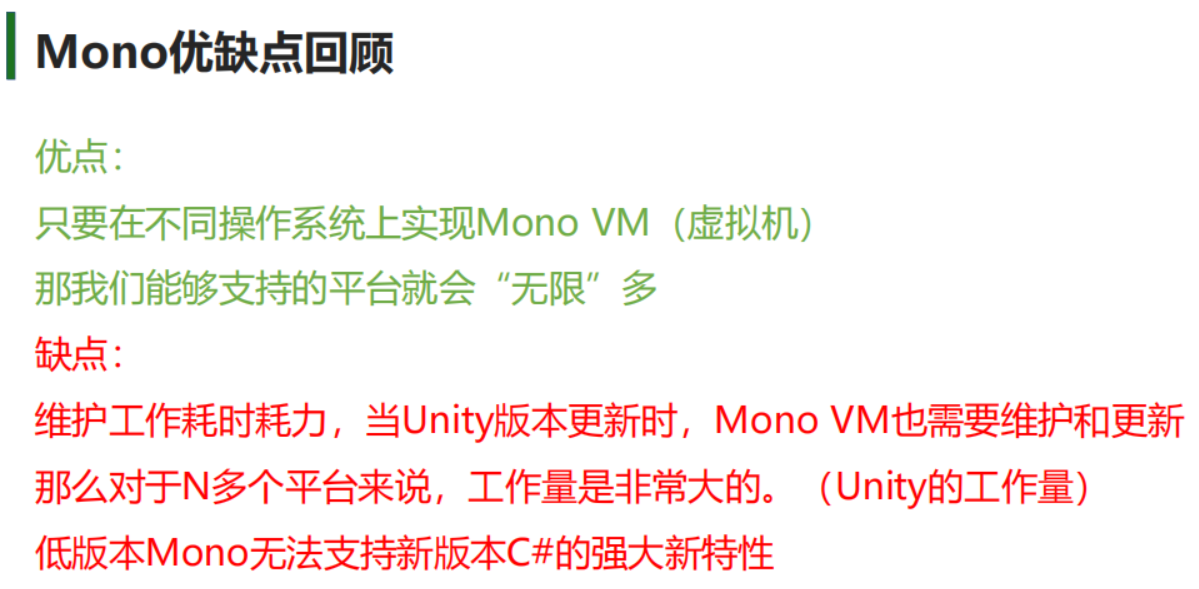 Mono优缺点回顾
优点：
只要在不同操作系统上实现Mono VM（虚拟机）
那我们能够支持的平台就会“无限”多
缺点：
维护工作耗时耗力，当Unity版本更新时，Mono VM也需要维护和更新
那么对于N多个平台来说，工作量是非常大的。（Unity的工作量）
低版本Mono无法支持新版本C#的强大新特性